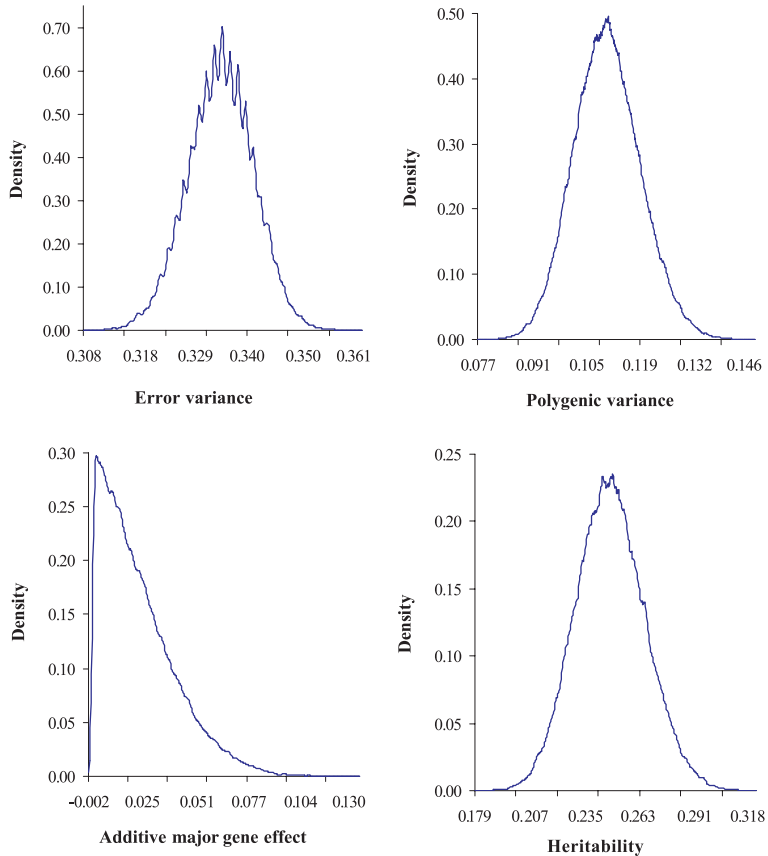 0.70
0.60
0.50
0.40
0.30
0.20
0.10
0.00
Density
0.308 0.318 0.329 0.340 0.350 0.361
Error variance
0.50
0.40
0.30
0.20
0.10
0.00
Density
0.077 0.091 0.105 0.119 0.132 0.146
Polygenic variance
0.30
0.25
0.20
0.15
0.10
0.05
0.00
Density
-0.002 0.025 0.051 0.077 0.104 0.130
Additive major gene effect
0.25
0.20
0.15
0.10
0.05
0.00
Density
0.179 0.207 0.235 0.263 0.291 0.318
Heritability